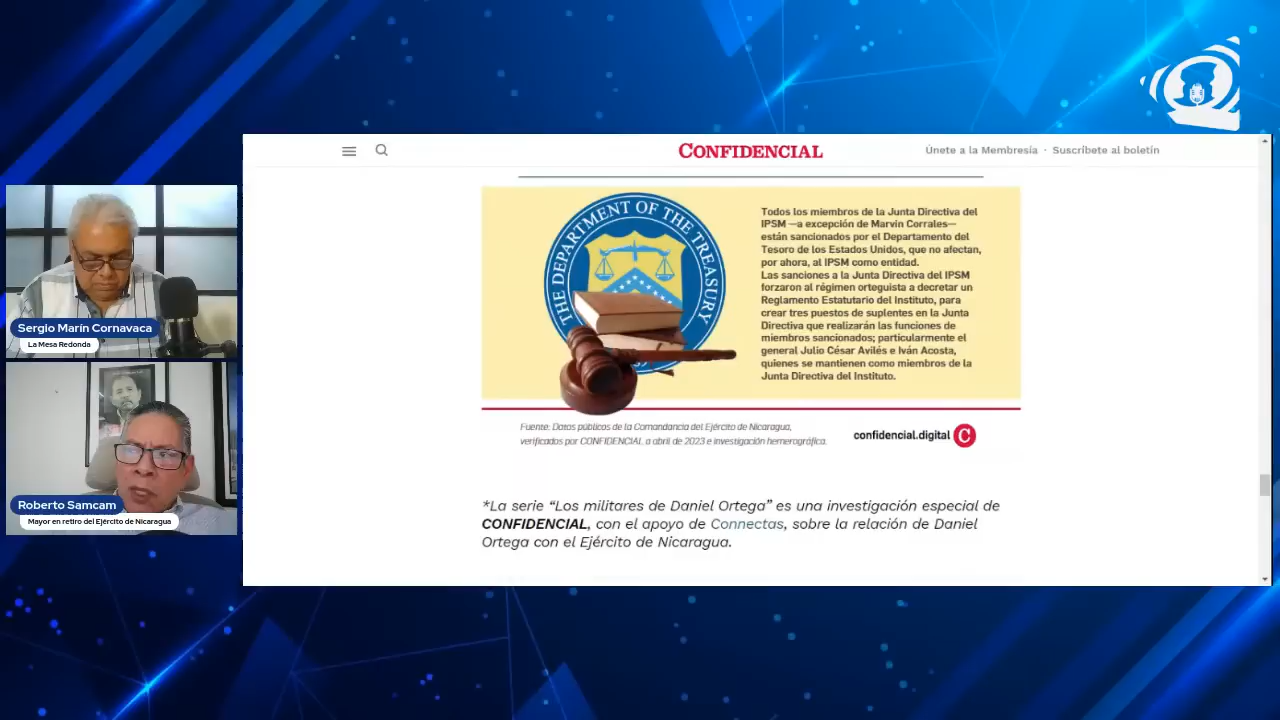 CONFIDENCIAL
Únete a la Membresía · Suscríbete al boletín
THE DEPARTMENT OF THE TREASURY
Todos los miembros de la Junta Directiva del
IPSM —a excepción de Marvin Corrales—
están sancionados por el Departamento del
Tesoro de los Estados Unidos, que no afectan,
por ahora, al IPSM como entidad.
Las sanciones a la Junta Directiva del IPSM
forzaron al régimen orteguista a decretar un
Reglamento Estatutario del Instituto, para
crear tres puestos de suplentes en la Junta
Directiva que realizarán las funciones de
miembros sancionados; particularmente el
general Julio César Avilés e Iván Acosta,
quienes se mantienen como miembros de la
Junta Directiva del Instituto.
Fuente: Datos públicos de la Comandancia del Ejército de Nicaragua,
verificados por CONFIDENCIAL a abril de 2023 e investigación hemerográfica.
confidencial.digital C
*La serie “Los militares de Daniel Ortega” es una investigación especial de
CONFIDENCIAL, con el apoyo de Connectas, sobre la relación de Daniel
Ortega con el Ejército de Nicaragua.
Sergio Marín Cornavaca
La Mesa Redonda
Roberto Samcam
Mayor en retiro del Ejército de Nicaragua